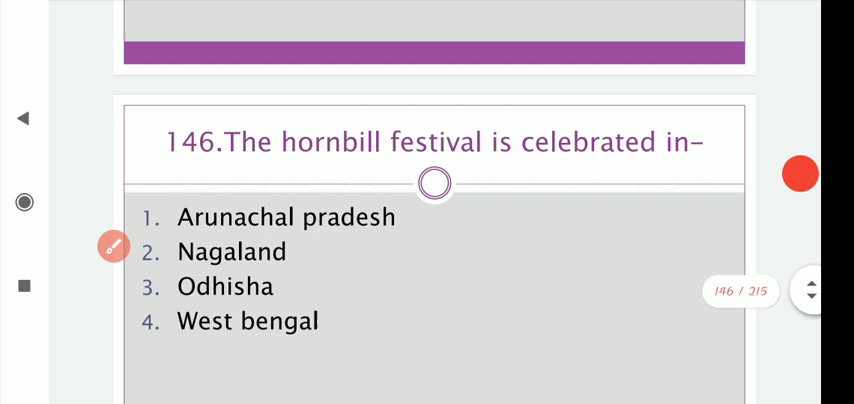 146.The hornbill festival is celebrated in-
1. Arunachal pradesh
2. Nagaland
3. Odhisha
4. West bengal
146 / 215